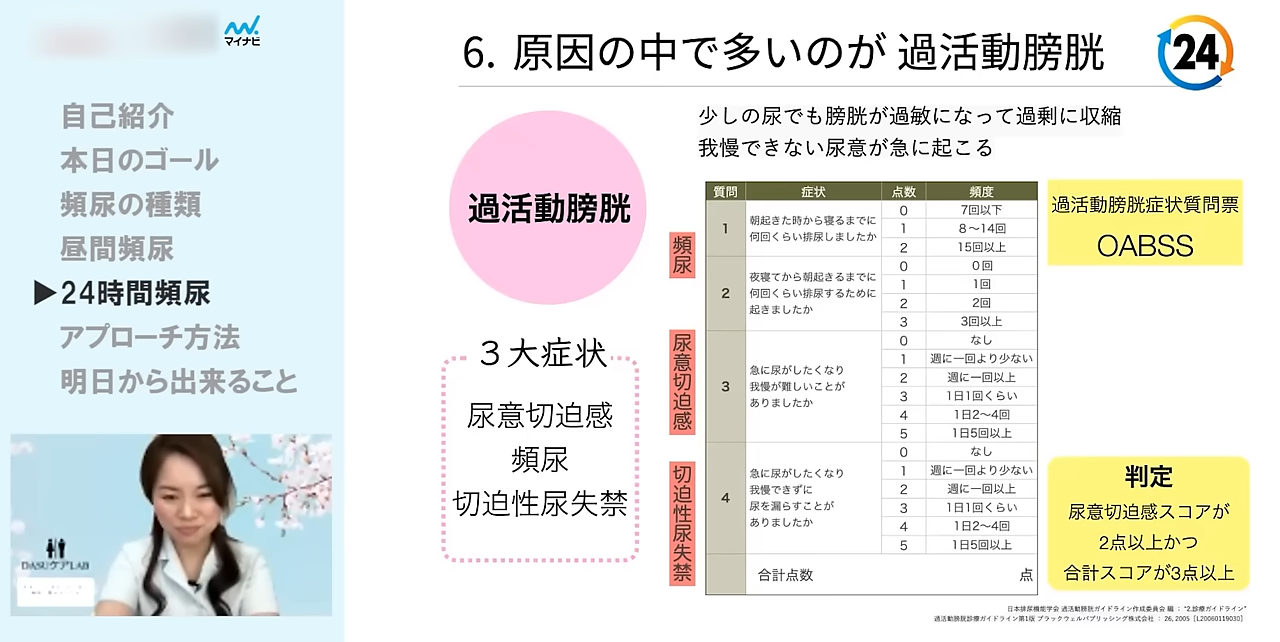 マイナビ
自己紹介
本日のゴール
頻尿の種類
昼間頻尿
▶24時間頻尿
アプローチ方法
明日から出来ること
DASUケアLAB
6. 原因の中で多いのが 過活動膀胱
24
少しの尿でも膀胱が過敏になって過剰に収縮
我慢できない尿意が急に起こる
過活動膀胱
3大症状
尿意切迫感
頻尿
切迫性尿失禁
頻尿
尿意切迫感
切迫性尿失禁
質問 症状 点数 頻度
1 朝起きた時から寝るまでに
何回くらい排尿しましたか
0 7回以下
1 8〜14回
2 15回以上
2 夜寝てから朝起きるまでに
何回くらい排尿するために
起きましたか
0 0回
1 1回
2 2回
3 3回以上
3 急に尿がしたくなり
我慢が難しいことが
ありましたか
0 なし
1 週に一回より少ない
2 週に一回以上
3 1日1回くらい
4 1日2〜4回
5 1日5回以上
4 急に尿がしたくなり
我慢できずに
尿を漏らすことが
ありましたか
0 なし
1 週に一回より少ない
2 週に一回以上
3 1日1回くらい
4 1日2〜4回
5 1日5回以上
合計点数 点
過活動膀胱症状質問票
OABSS
判定
尿意切迫感スコアが
2点以上かつ
合計スコアが3点以上
日本排尿機能学会 過活動膀胱ガイドライン作成委員会 編 : "2.診療ガイドライン"
過活動膀胱診療ガイドライン第1版 ブラックウェルパブリッシング株式会社 : 26, 2005 [L20060119030]